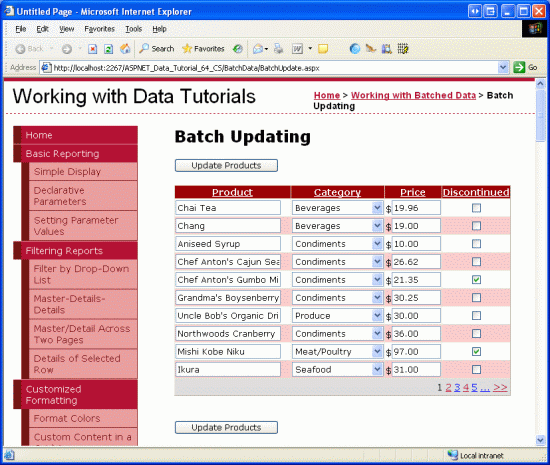 Untitled Page - Microsoft Internet Explorer
File Edit View Favorites Tools Help
Back Search Favorites
Address http://localhost:2267/ASPNET_Data_Tutorial_64_CS/BatchData/BatchUpdate.aspx Go
Working with Data Tutorials
Home > Working with Batched Data > Batch
Updating
Home
Basic Reporting
Simple Display
Declarative
Parameters
Setting Parameter
Values
Filtering Reports
Filter by Drop-Down
List
Master-Details-
Details
Master/Detail Across
Two Pages
Details of Selected
Row
Customized
Formatting
Format Colors
Custom Content in a
Batch Updating
Update Products
Product Category Price Discontinued
Chai Tea Beverages $ 19.96
Chang Beverages $ 19.00
Aniseed Syrup Condiments $ 10.00
Chef Anton's Cajun Sea Condiments $ 26.62
Chef Anton's Gumbo Mi Condiments $ 21.35
Grandma's Boysenberry Condiments $ 30.25
Uncle Bob's Organic Dri Produce $ 30.00
Northwoods Cranberry Condiments $ 36.00
Mishi Kobe Niku Meat/Poultry $ 97.00
Ikura Seafood $ 31.00
1 2 3 4 5 ... >>
Update Products
Local intranet